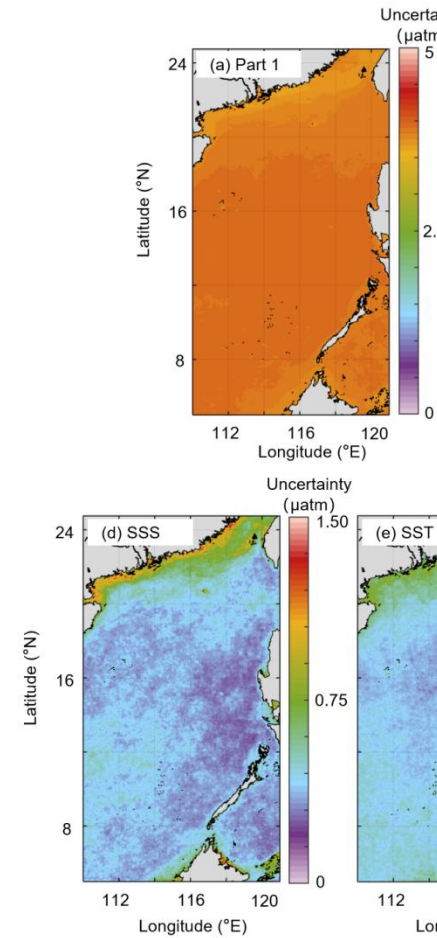 Uncerta
(μatm)
(a) Part 1
5
24
16
8
2.
0
Latitude (°N)
112 116 120
Longitude (°E)
Uncertainty
(μatm)
(d) SSS
1.50
(e) SST
24
16
8
0.75
0
Latitude (°N)
112 116 120
112
Longitude (°E)
Lon